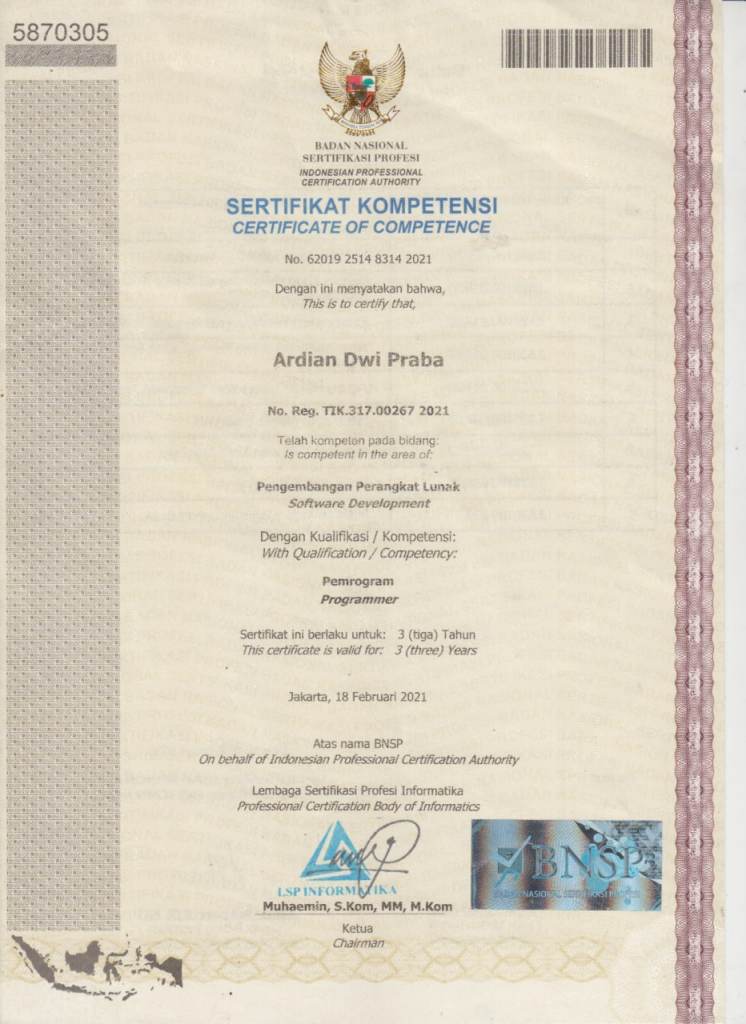 5870305
BADAN NASIONAL
SERTIFIKASI PROFESI
INDONESIAN PROFESSIONAL
CERTIFICATION AUTHORITY
SERTIFIKAT KOMPETENSI
CERTIFICATE OF COMPETENCE
No. 62019 2514 8314 2021
Dengan ini menyatakan bahwa,
This is to certify that,
Ardian Dwi Praba
No. Reg. TIK.317.00267 2021
Telah kompeten pada bidang:
Is competent in the area of:
Pengembangan Perangkat Lunak
Software Development
Dengan Kualifikasi / Kompetensi:
With Qualification / Competency:
Pemrogram
Programmer
Sertifikat ini berlaku untuk: 3 (tiga) Tahun
This certificate is valid for: 3 (three) Years
Jakarta, 18 Februari 2021
Atas nama BNSP
On behalf of Indonesian Professional Certification Authority
Lembaga Sertifikasi Profesi Informatika
Professional Certification Body of Informatics
LSP INFORMATIKA
BNSP
BADAN NASIONAL SERTIFIKASI PROFESI
Muhaemin, S.Kom, MM, M.Kom
Ketua
Chairman